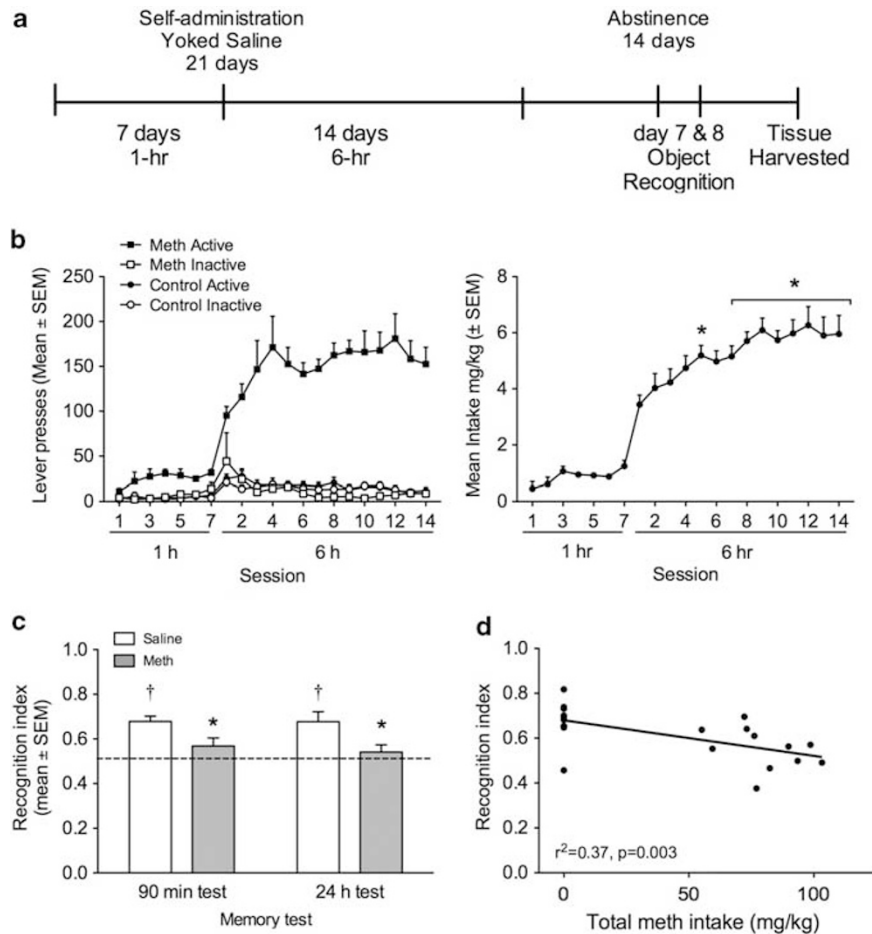 a
Self-administration
Yoked Saline
21 days
Abstinence
14 days
7 days
1-hr
14 days
6-hr
day 7 & 8
Object
Recognition
Tissue
Harvested
b
Meth Active
Meth Inactive
Control Active
Control Inactive
Lever presses (Mean ± SEM)
250
200
150
100
50
0
1 3 5 7 2 4 6 8 10 12 14
1 h 6 h
Session
Mean Intake mg/kg (± SEM)
8
6
4
2
0
* *
1 3 5 7 2 4 6 8 10 12 14
1 hr 6 hr
Session
c
Saline
Meth
Recognition index
(mean ± SEM)
1.0
0.8
0.6
0.4
0.2
0.0
† * † *
90 min test 24 h test
Memory test
d
Recognition index
1.0
0.8
0.6
0.4
0.2
0.0
r²=0.37, p=0.003
0 50 100
Total meth intake (mg/kg)